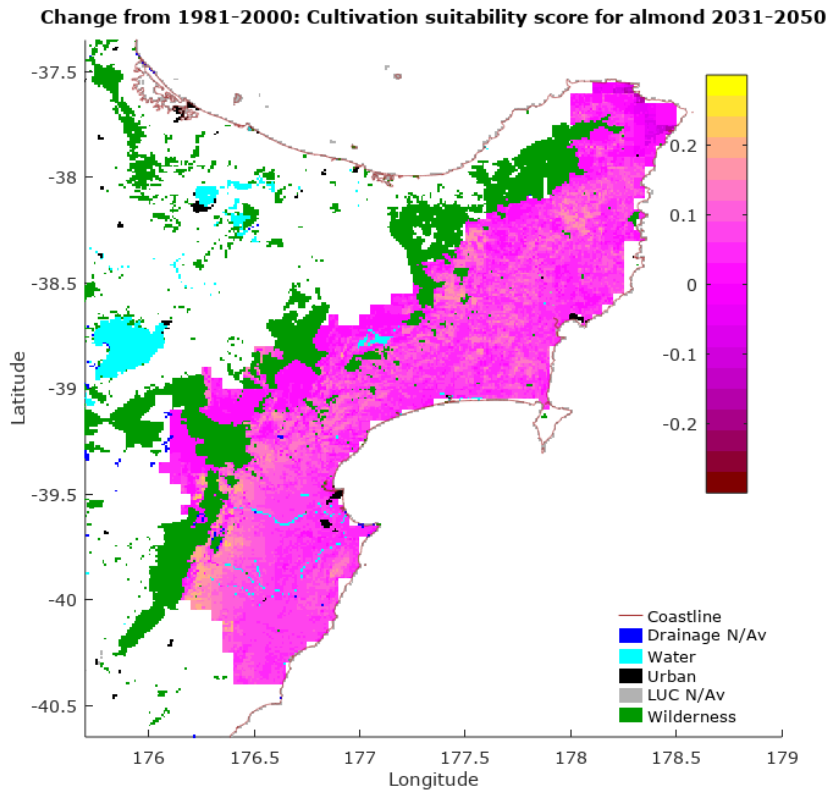 Change from 1981-2000: Cultivation suitability score for almond 2031-2050
-37.5
-38
-38.5
-39
-39.5
-40
-40.5
Latitude
176
176.5
177
177.5
178
178.5
179
Longitude
0.2
0.1
0
-0.1
-0.2
Coastline
Drainage N/Av
Water
Urban
LUC N/Av
Wilderness